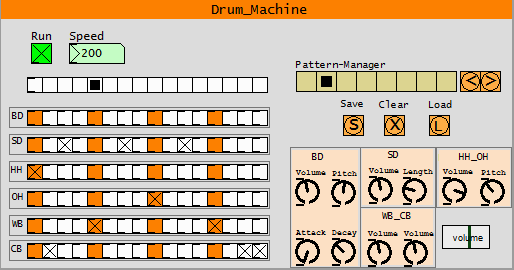 Drum_Machine
Run Speed
200
Pattern-Manager
Save Clear Load
S X L
BD
SD
HH
OH
WB
CB
BD SD HH_OH
Volume Pitch Volume Length Volume Pitch
WB_CB
Attack Decay Volume Volume
volume